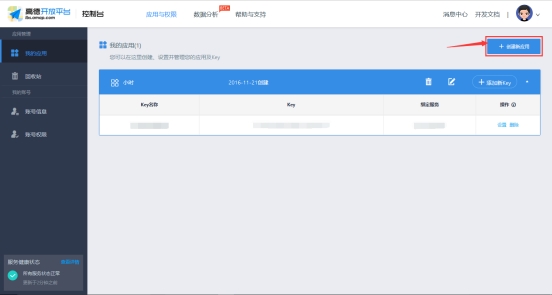 高德开放平台
lbs.amap.com
控制台
应用与权限
数据分析
BETA
帮助与支持
消息中心
开发文档
应用管理
我的应用
回收站
我的账号
账号信息
账号权限
我的应用(1)
您可以在这里创建、设置并管理您的应用及Key
创建新应用
小时
2016-11-21创建
添加新Key
Key名称
Key
绑定服务
操作
设置 删除
服务健康状态
所有服务状态正常